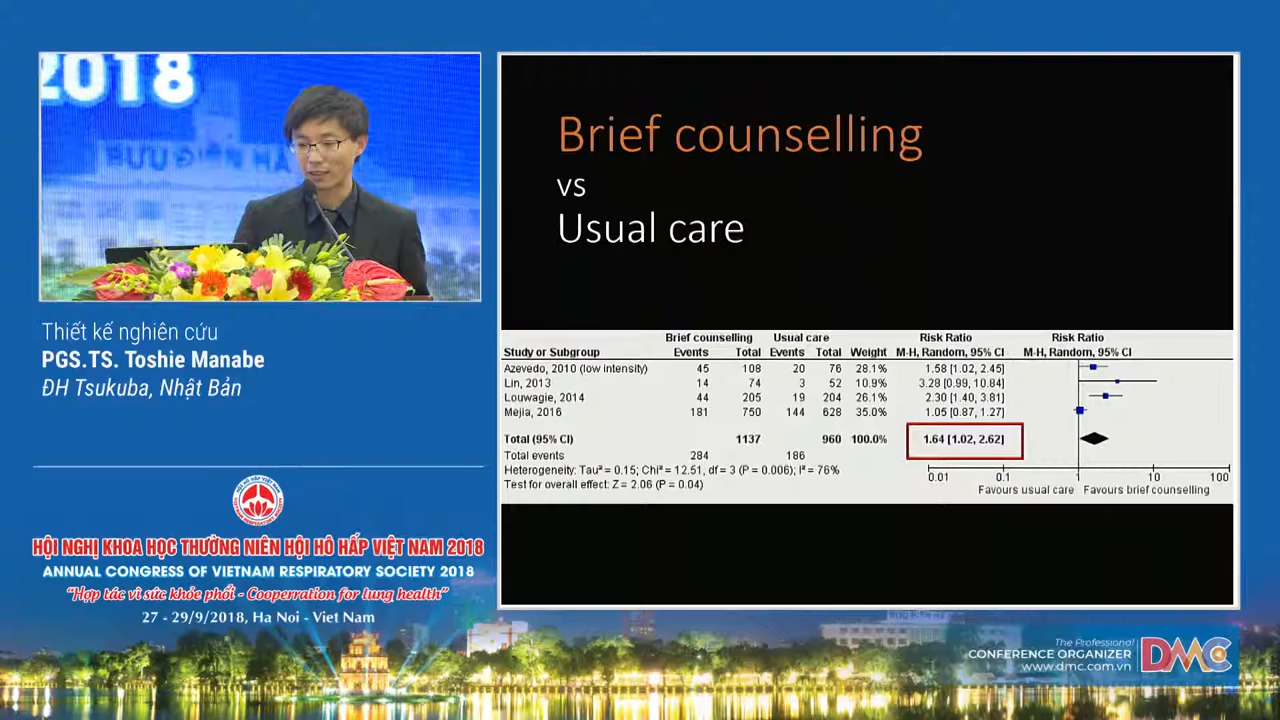 2018
Thiết kế nghiên cứu
PGS.TS. Toshie Manabe
ĐH Tsukuba, Nhật Bản
HỘI HÔ HẤP VIỆT NAM
VIETNAM RESPIRATORY SOCIETY
HỘI NGHỊ KHOA HỌC THƯỜNG NIÊN HỘI HÔ HẤP VIỆT NAM 2018
ANNUAL CONGRESS OF VIETNAM RESPIRATORY SOCIETY 2018
“Hợp tác vì sức khỏe phổi - Cooperration for lung health”
27 - 29/9/2018, Ha Noi - Viet Nam
Brief counselling
vs
Usual care
Brief counselling Usual care Risk Ratio Risk Ratio
Study or Subgroup Events Total Events Total Weight M-H, Random, 95% CI M-H, Random, 95% CI
Azevedo, 2010 (low intensity) 45 108 20 76 28.1% 1.58 [1.02, 2.45]
Lin, 2013 14 74 3 52 10.9% 3.28 [0.99, 10.84]
Louwagie, 2014 44 205 19 204 26.1% 2.30 [1.40, 3.81]
Mejia, 2016 181 750 144 628 35.0% 1.05 [0.87, 1.27]
Total (95% CI) 1137 960 100.0% 1.64 [1.02, 2.62]
Total events 284 186
Heterogeneity: Tau² = 0.15; Chi² = 12.51, df = 3 (P = 0.006); I² = 76%
Test for overall effect: Z = 2.06 (P = 0.04)
0.01 0.1 1 10 100
Favours usual care Favours brief counselling
The Professional
CONFERENCE ORGANIZER
www.dmc.com.vn
DMC